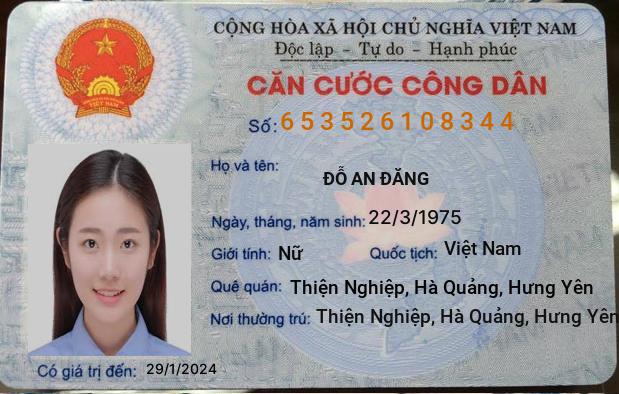 CỘNG HÒA XÃ HỘI CHỦ NGHĨA VIỆT NAM
Độc lập - Tự do - Hạnh phúc
CĂN CƯỚC CÔNG DÂN
Số: 653526108344
Họ và tên:
ĐỖ AN ĐĂNG
Ngày, tháng, năm sinh: 22/3/1975
Giới tính: Nữ Quốc tịch: Việt Nam
Quê quán: Thiện Nghiệp, Hà Quảng, Hưng Yên
Nơi thường trú: Thiện Nghiệp, Hà Quảng, Hưng Yên
Có giá trị đến: 29/1/2024
VIỆT NAM